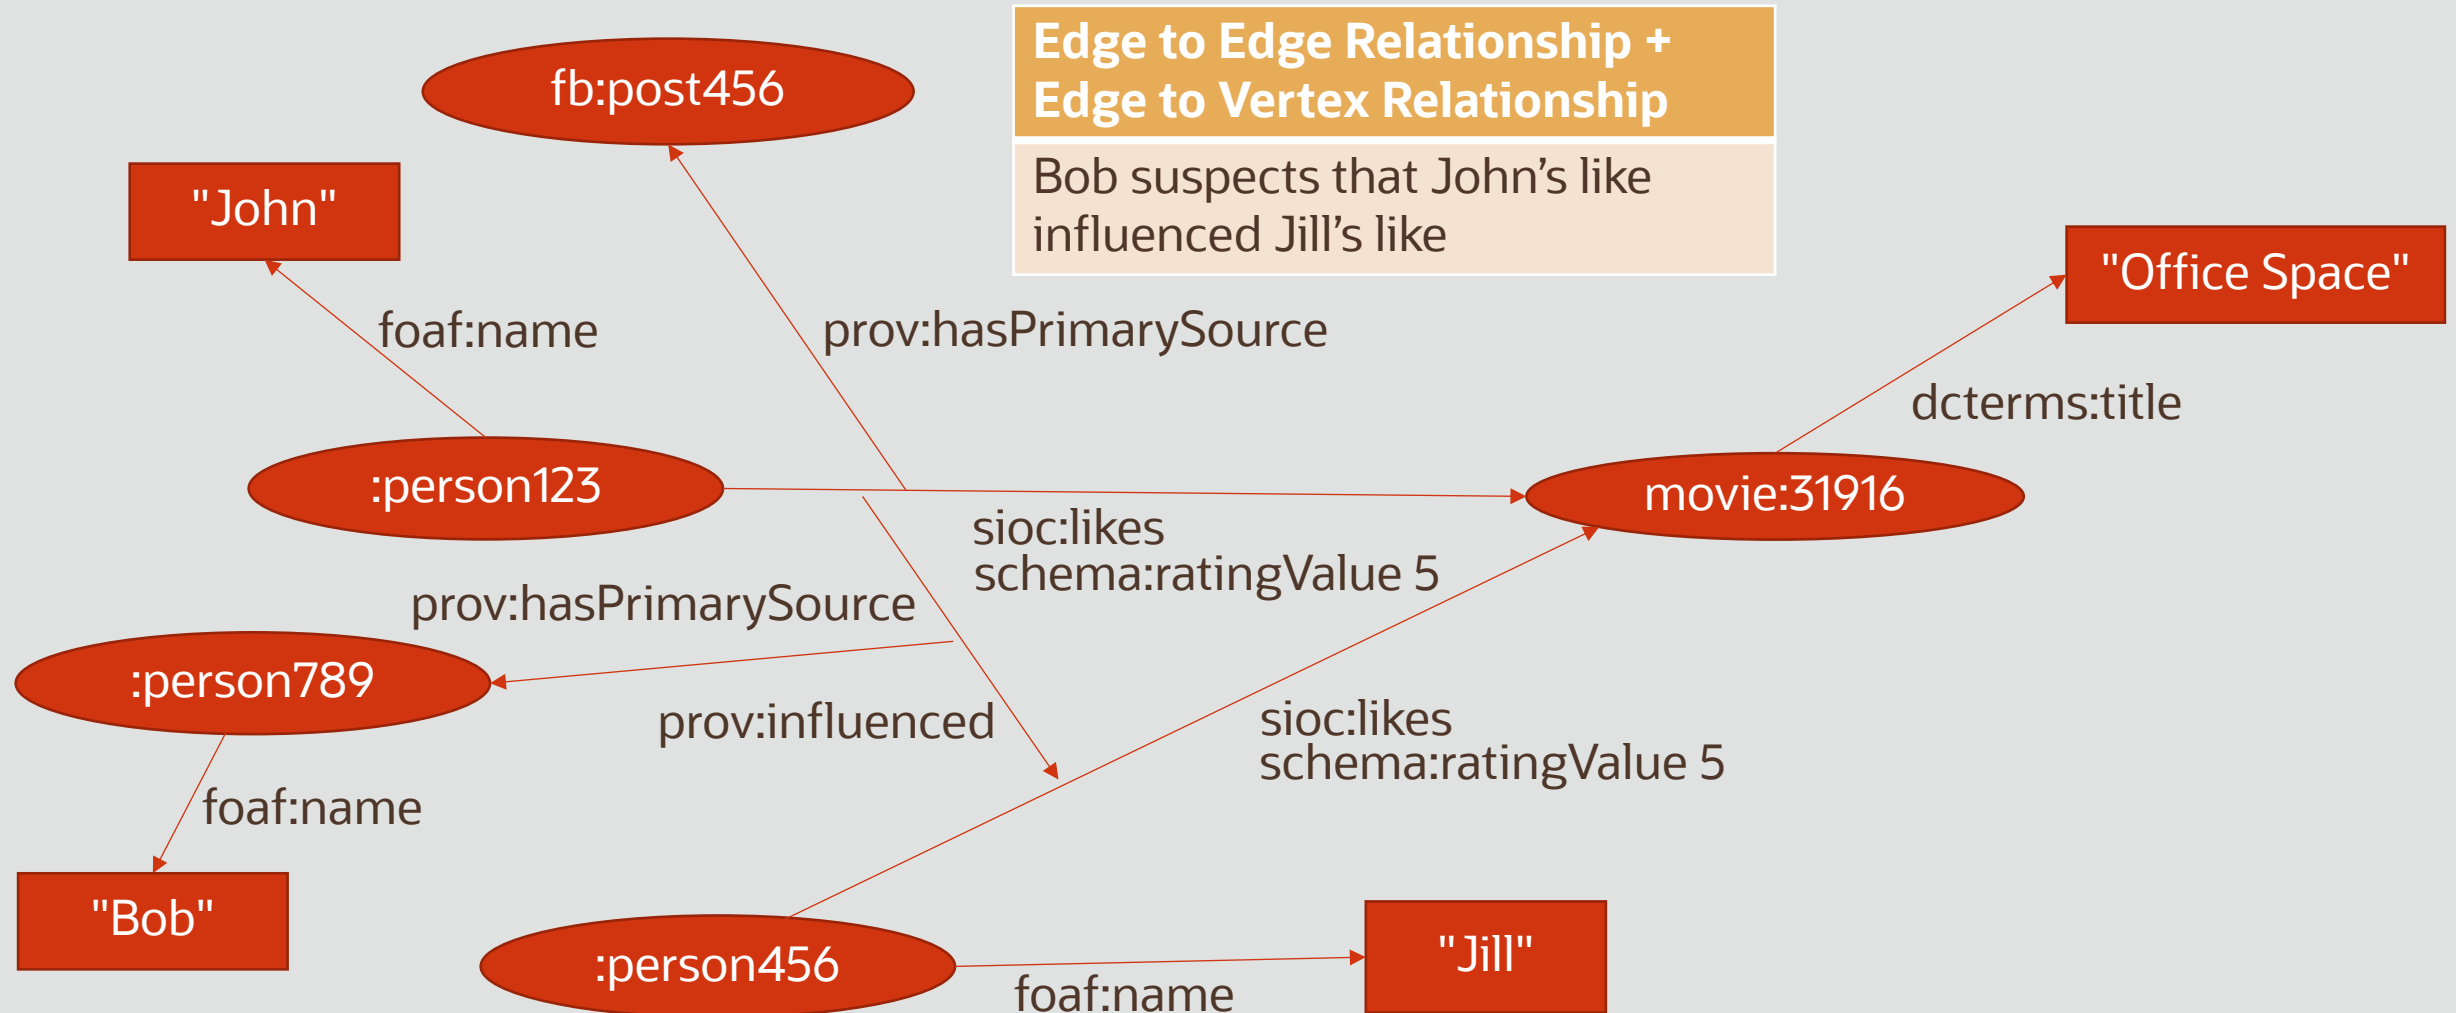 Edge to Edge Relationship +
Edge to Vertex Relationship
Bob suspects that John’s like
influenced Jill’s like
fb:post456
"John"
"Office Space"
foaf:name
prov:hasPrimarySource
dcterms:title
:person123
movie:31916
sioc:likes
schema:ratingValue 5
prov:hasPrimarySource
:person789
prov:influenced
sioc:likes
schema:ratingValue 5
foaf:name
"Bob"
:person456
"Jill"
foaf:name